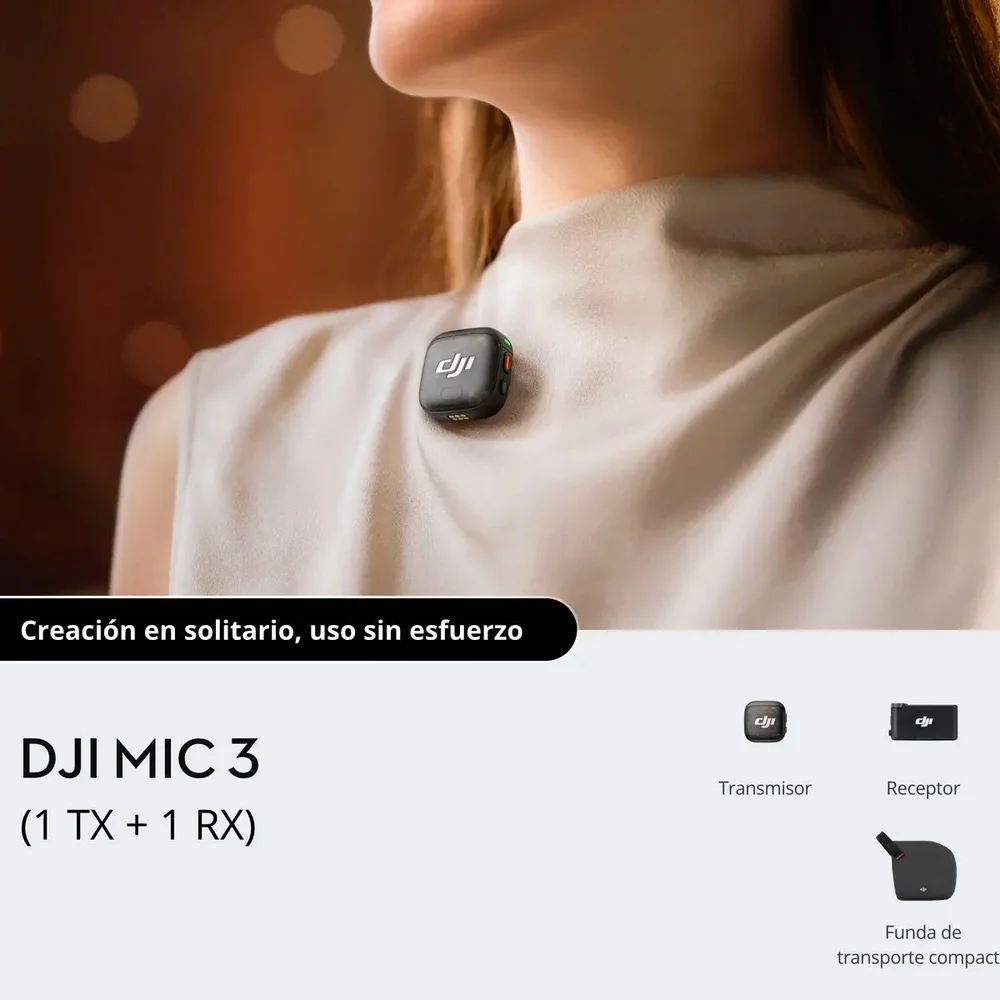 dji
Creación en solitario, uso sin esfuerzo
DJI MIC 3
(1 TX + 1 RX)
dji
dji
Transmisor
Receptor
Funda de
transporte compact